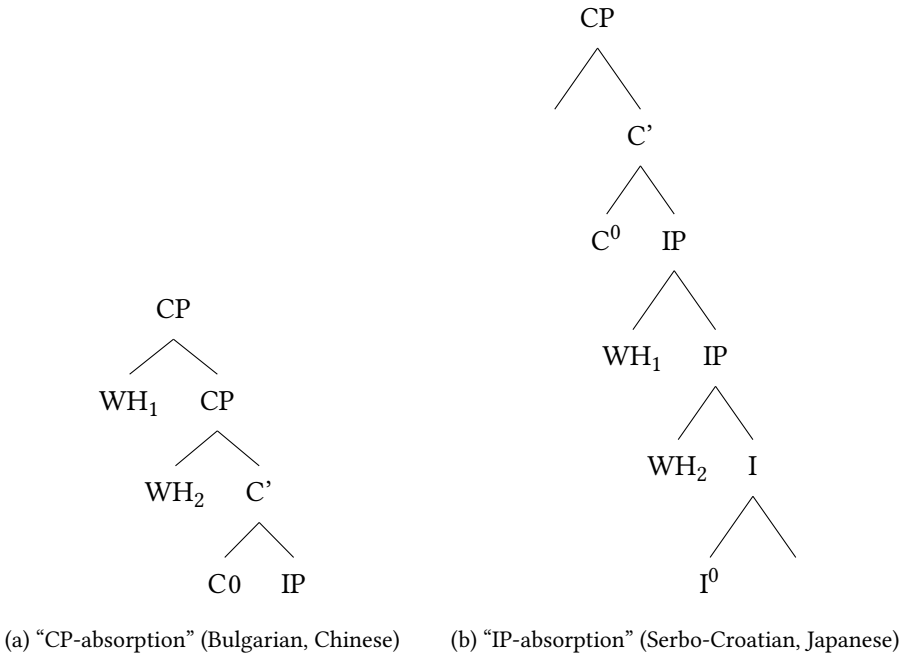 CP
C’
C⁰ IP
CP
WH₁ IP
WH₁ CP
WH₂ I
WH₂ C’
C0 IP
I⁰
(a) “CP-absorption” (Bulgarian, Chinese)
(b) “IP-absorption” (Serbo-Croatian, Japanese)